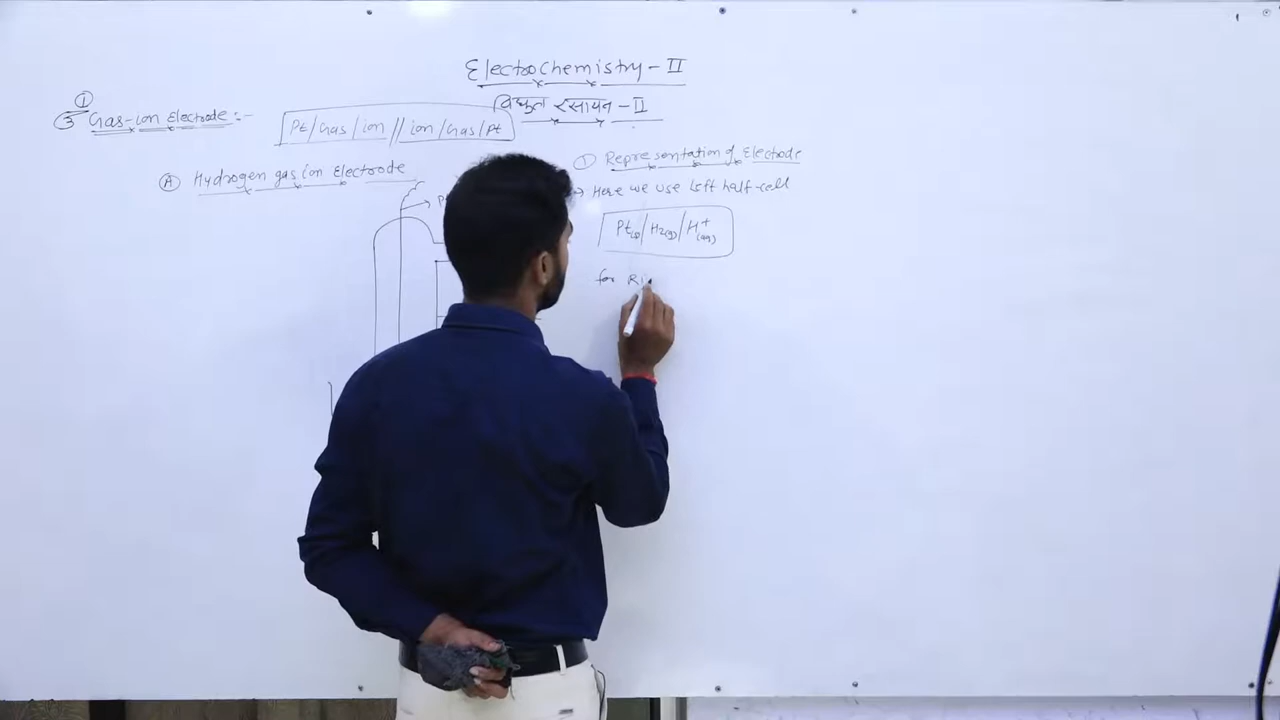 Electrochemistry-II
विद्युत रसायन-II
①
③ Gas-ion Electrode :-
Pt/Gas/ion // ion/Gas/Pt
Ⓐ Hydrogen gas ion Electrode
① Representation of Electrode
Here we use left half-cell
Pt(s)/H2(g)/H+(aq)
for Ri